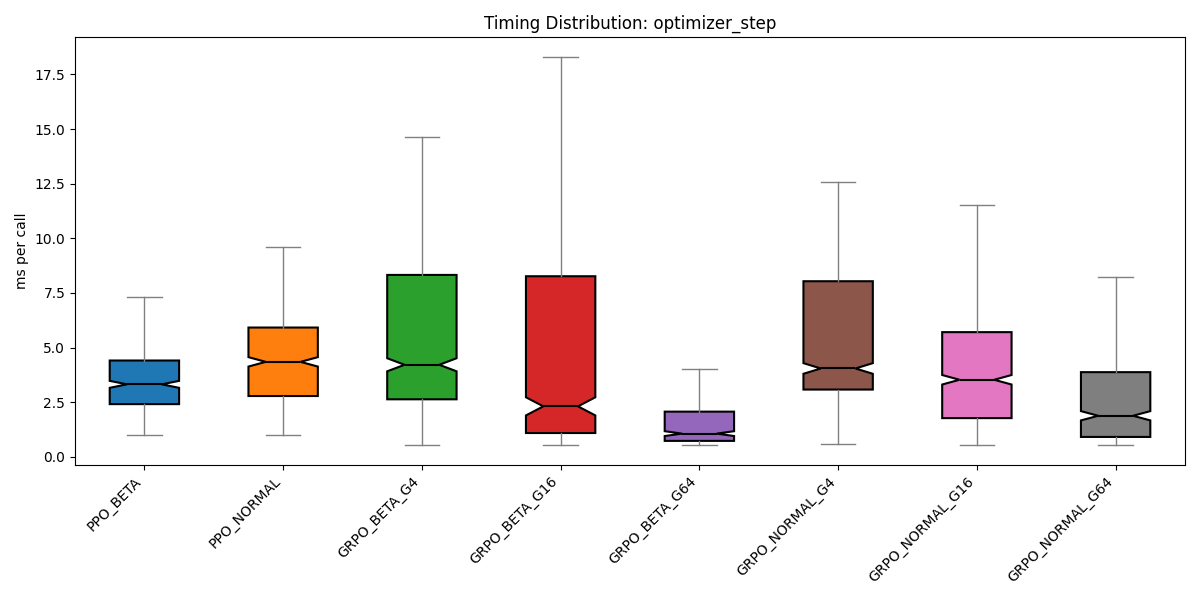 Timing Distribution: optimizer_step
ms per call
17.5
15.0
12.5
10.0
7.5
5.0
2.5
0.0
PPO_BETA
PPO_NORMAL
GRPO_BETA_G4
GRPO_BETA_G16
GRPO_BETA_G64
GRPO_NORMAL_G4
GRPO_NORMAL_G16
GRPO_NORMAL_G64